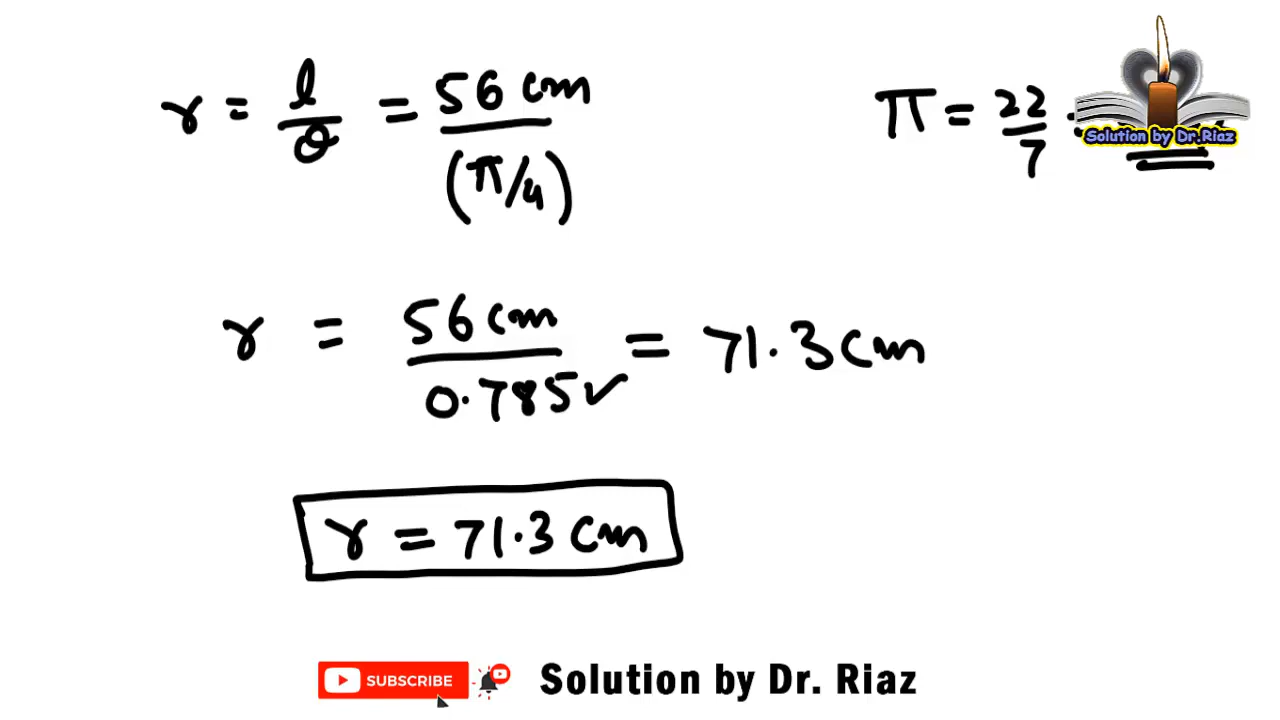 r = l/θ = 56 cm/(π/4)
π = 22/7
Solution by Dr.Riaz
r = 56 cm/0.785✓ = 71.3 cm
r = 71.3 cm
SUBSCRIBE
Solution by Dr. Riaz